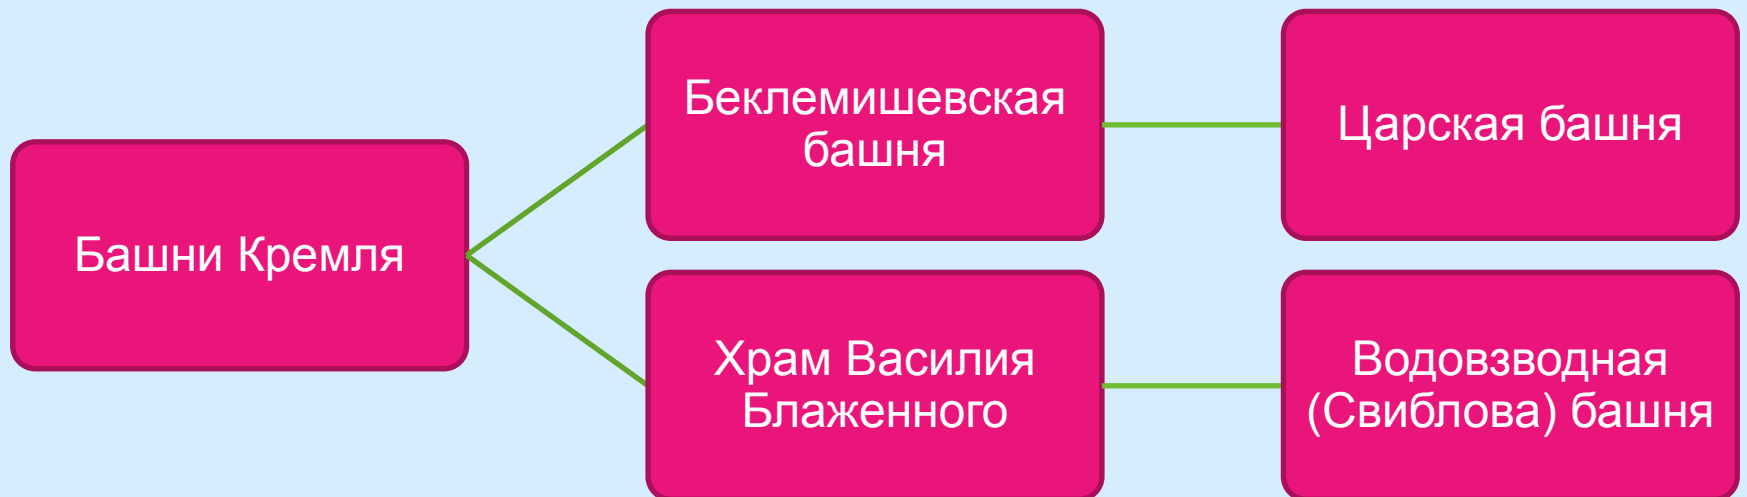 Башни Кремля
Беклемишевская
башня
Царская башня
Храм Василия
Блаженного
Водовзводная
(Свиблова) башня